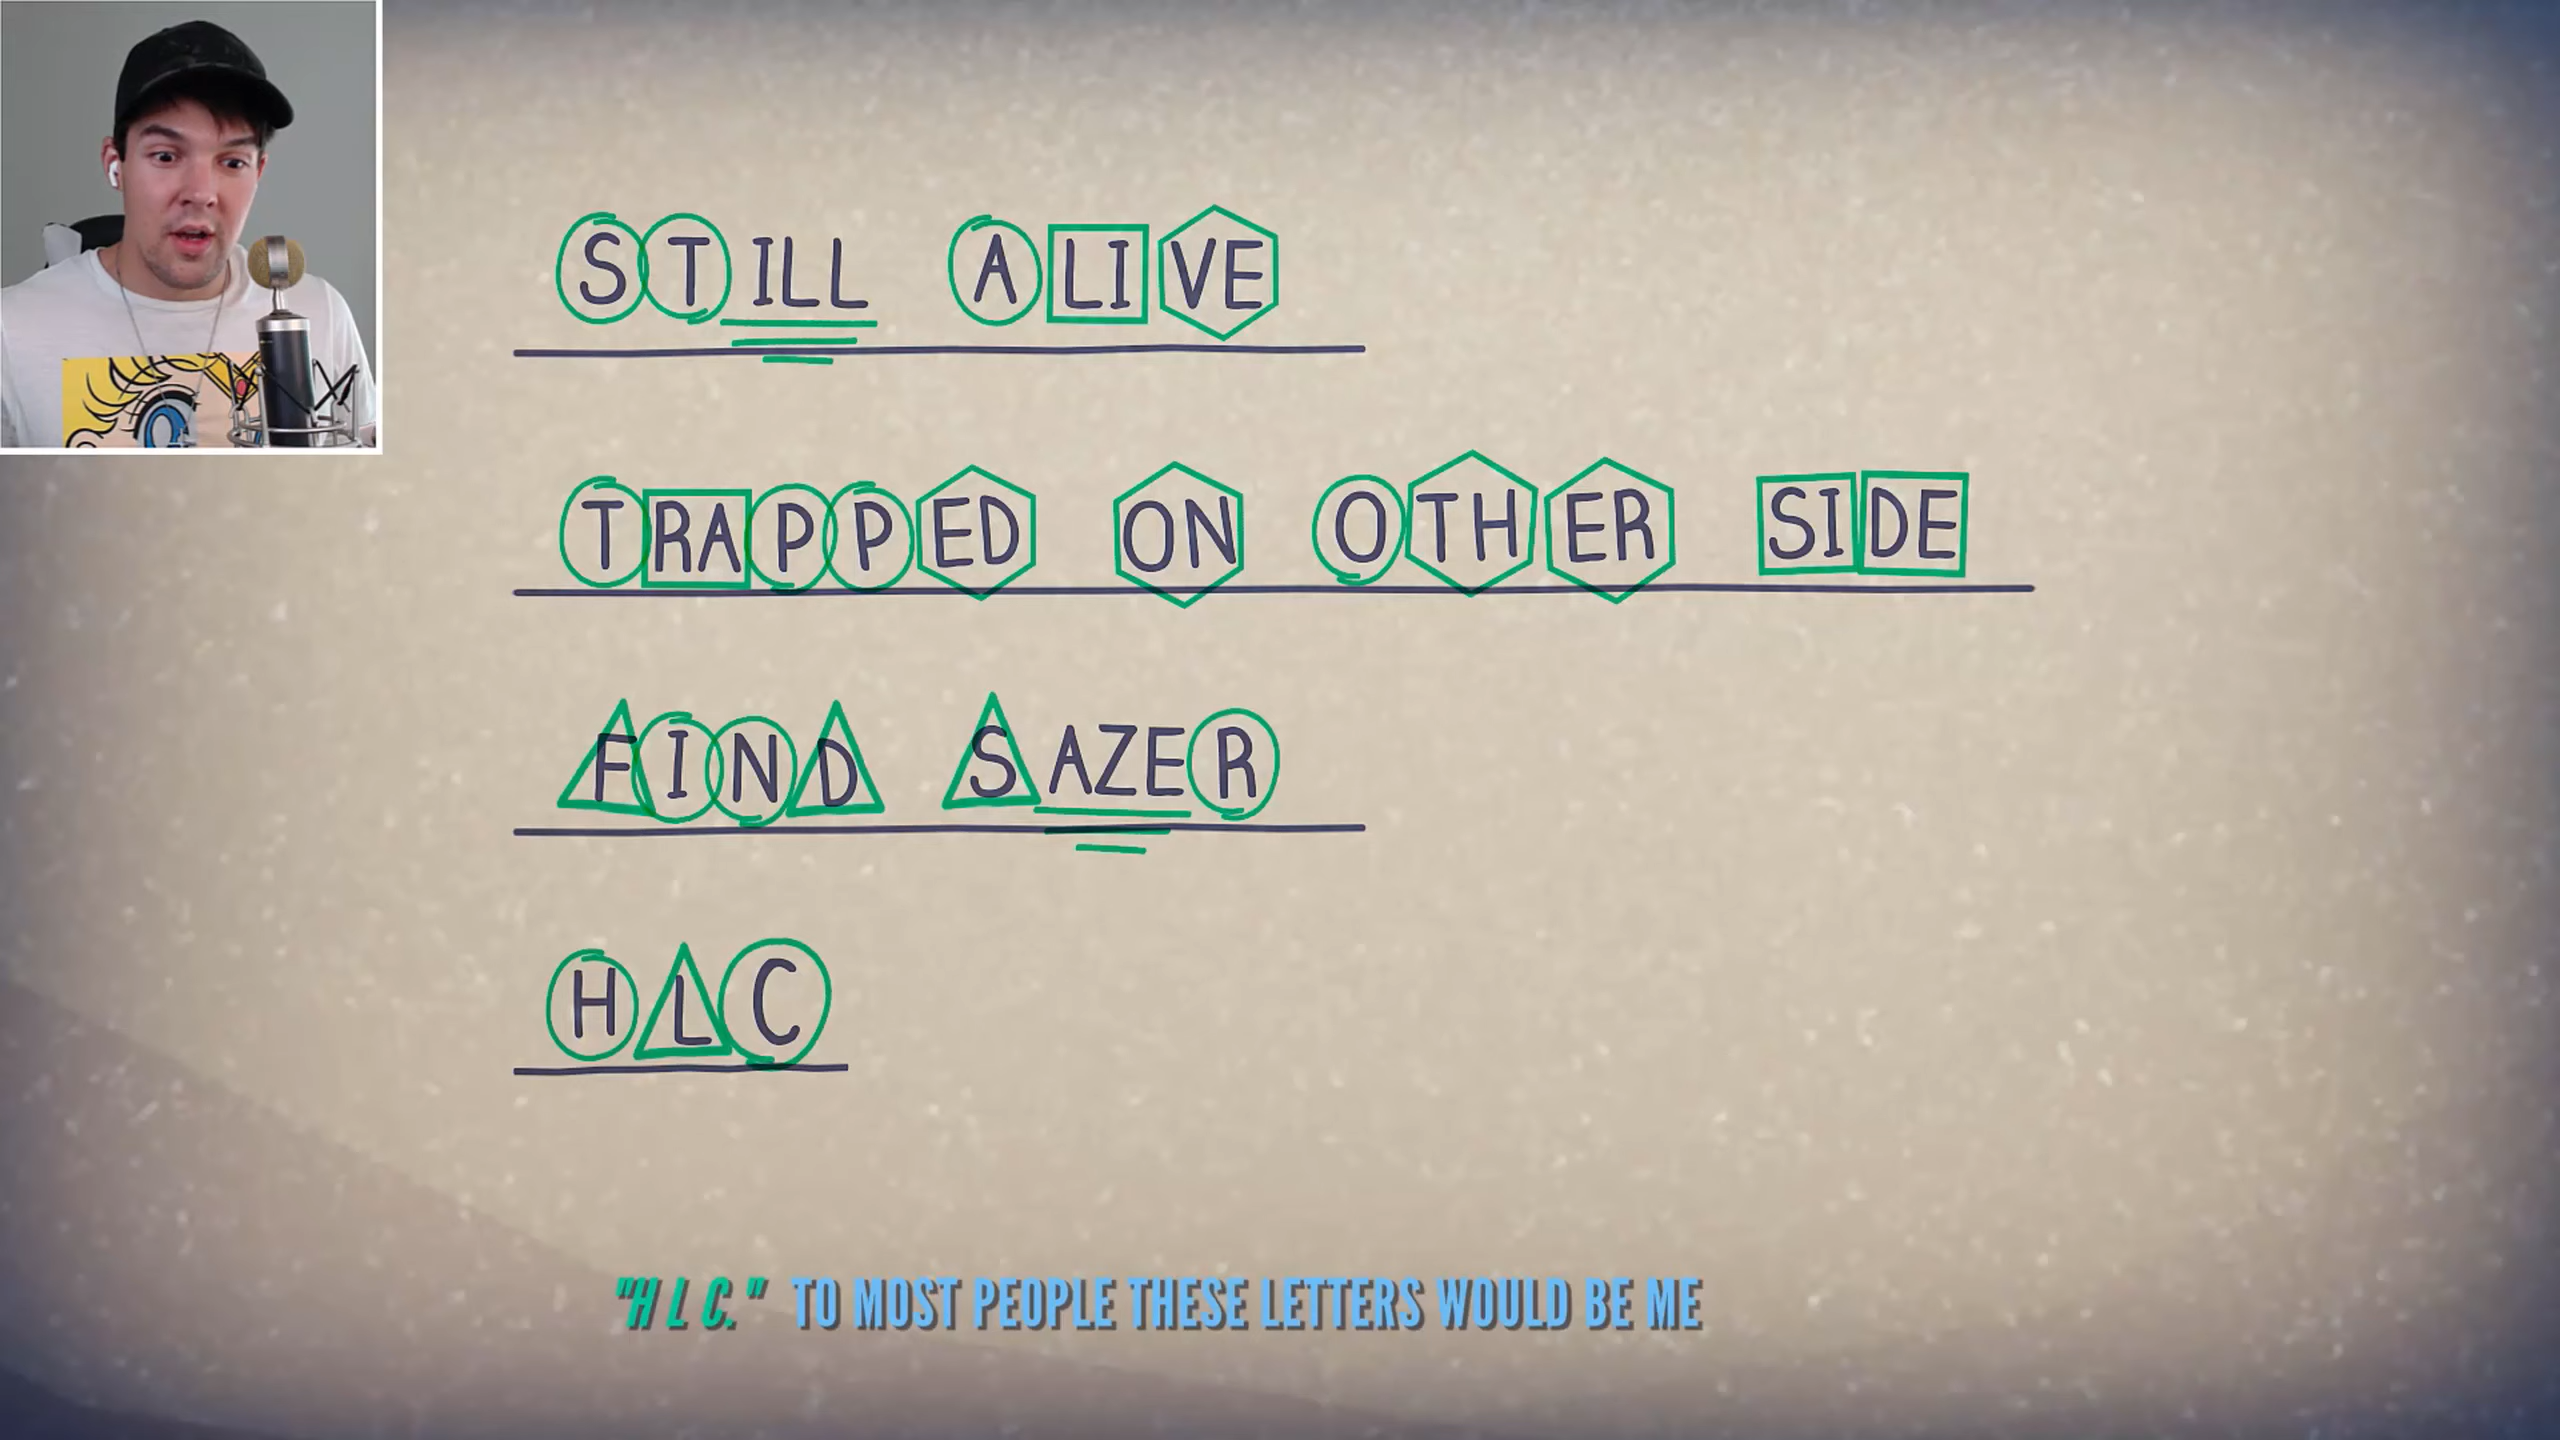 STILL ALIVE
TRAPPED ON OTHER SIDE
FIND SAZER
HLC
"H L C." TO MOST PEOPLE THESE LETTERS WOULD BE ME